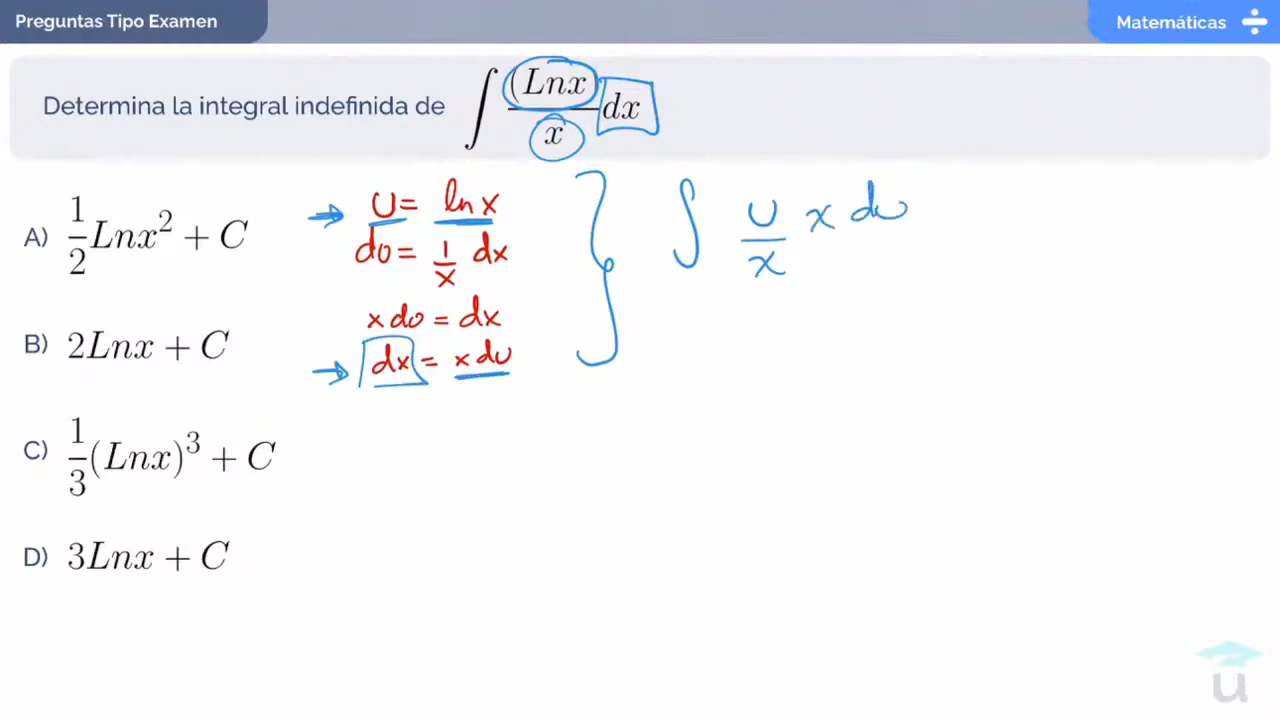 Preguntas Tipo Examen
Matemáticas ÷
Determina la integral indefinida de ∫ (Lnx / x dx
A) 1/2 Lnx² + C
B) 2Lnx + C
C) 1/3 (Lnx)³ + C
D) 3Lnx + C
→ U = ln x
du = 1/x dx
x du = dx
→ dx = x du
∫ U/x x du
u